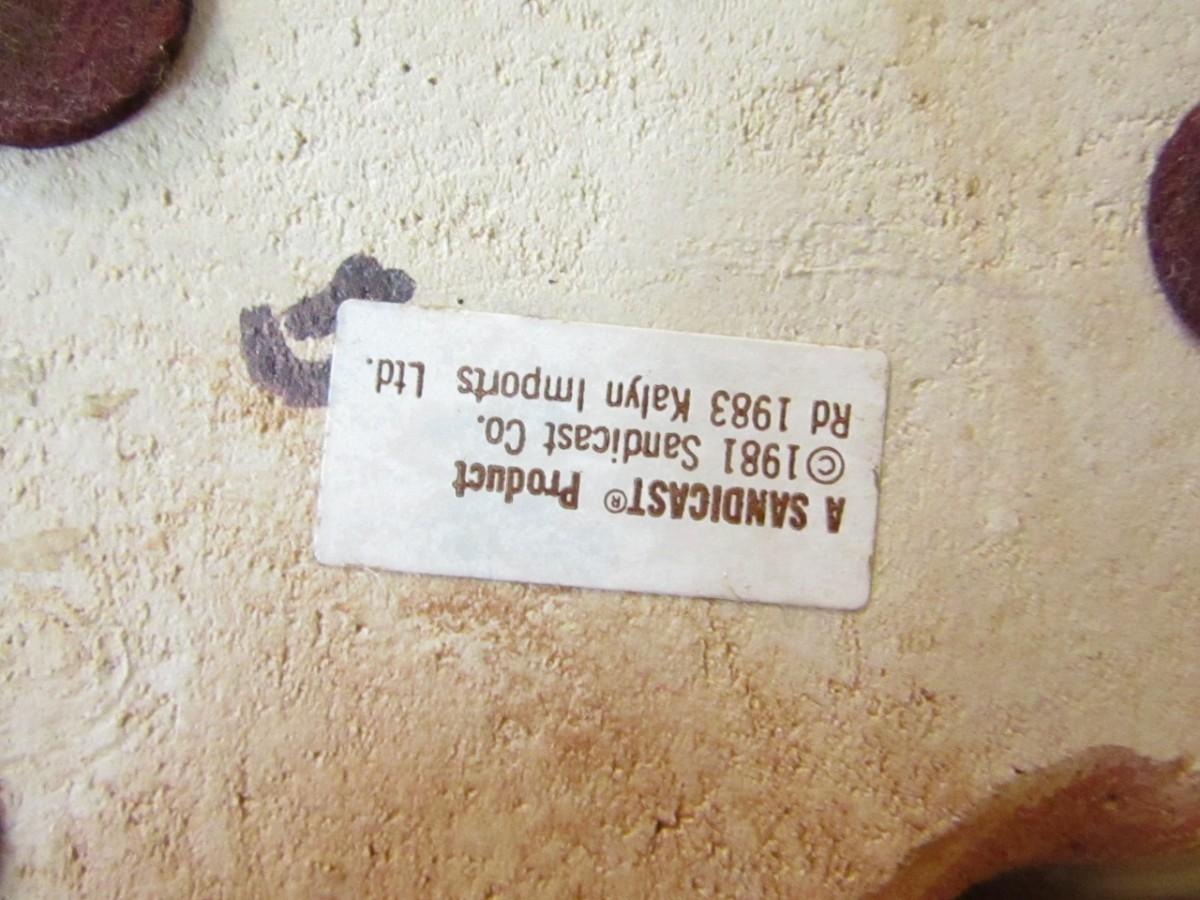 A SANDICAST® Product
©1981 Sandicast Co.
Rd 1983 Kalyn Imports Ltd.